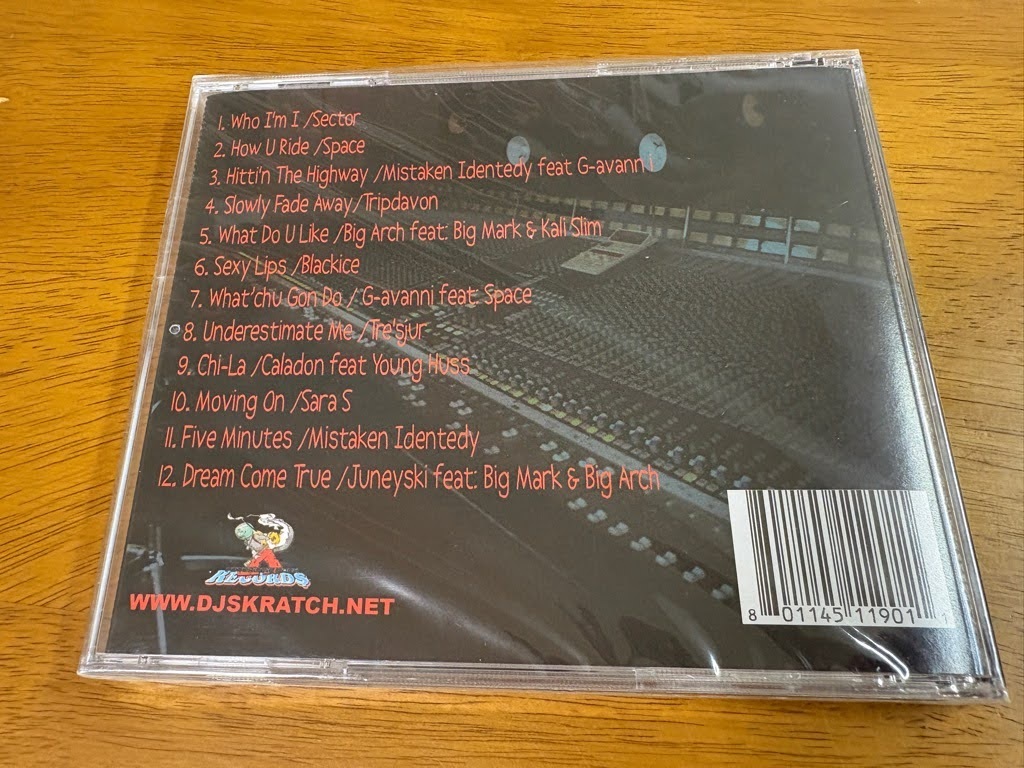 1. Who I'm I /Sector
2. How U Ride /Space
3. Hitti'n The Highway /Mistaken Identedy feat G-avanni
4. Slowly Fade Away/Tripdavon
5. What Do U Like /Big Arch feat: Big Mark & Kali Slim
6. Sexy Lips /Blackice
7. What'chu Gon Do / G-avanni feat: Space
8. Underestimate Me /Tre'sjur
9. Chi-La /Caladon feat Young Huss
10. Moving On /Sara S
11. Five Minutes /Mistaken Identedy
12. Dream Come True /Juneyski feat: Big Mark & Big Arch
RECORDS
WWW.DJSKRATCH.NET
8 01145 11901 1